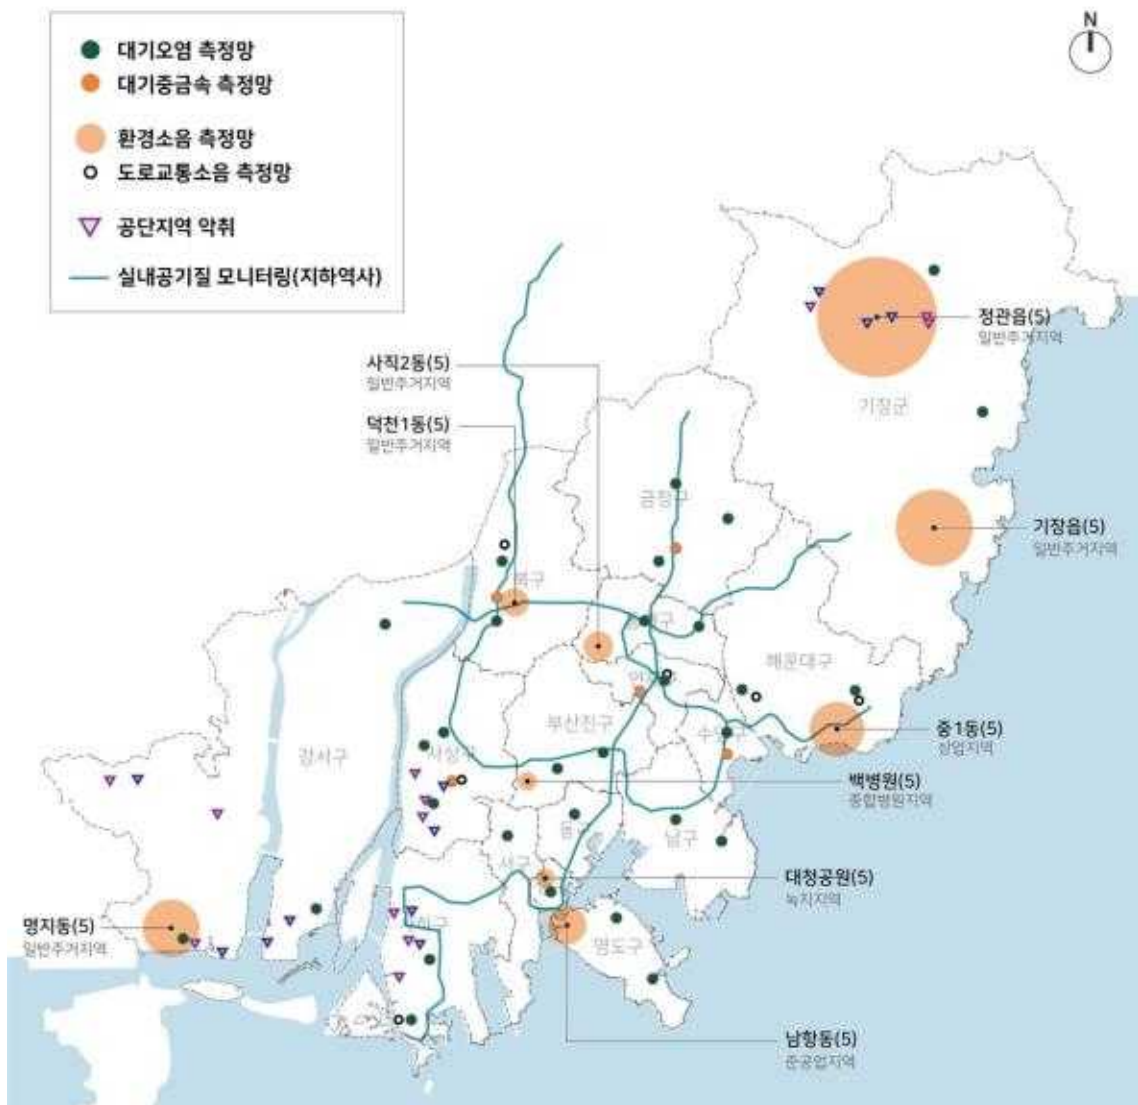 N
대기오염 측정망
대기중금속 측정망
환경소음 측정망
도로교통소음 측정망
공단지역 악취
실내공기질 모니터링(지하역사)
정관읍(5)
일반주거지역
사직2동(5)
일반주거지역
기장군
덕천1동(5)
일반주거지역
금정구
기장읍(5)
일반주거지역
북구
해운대구
부산진구
중1동(5)
상업지역
강서구
사상구
백병원(5)
종합병원지역
남구
서구
대청공원(5)
녹지지역
명지동(5)
일반주거지역
영도구
남항동(5)
준공업지역